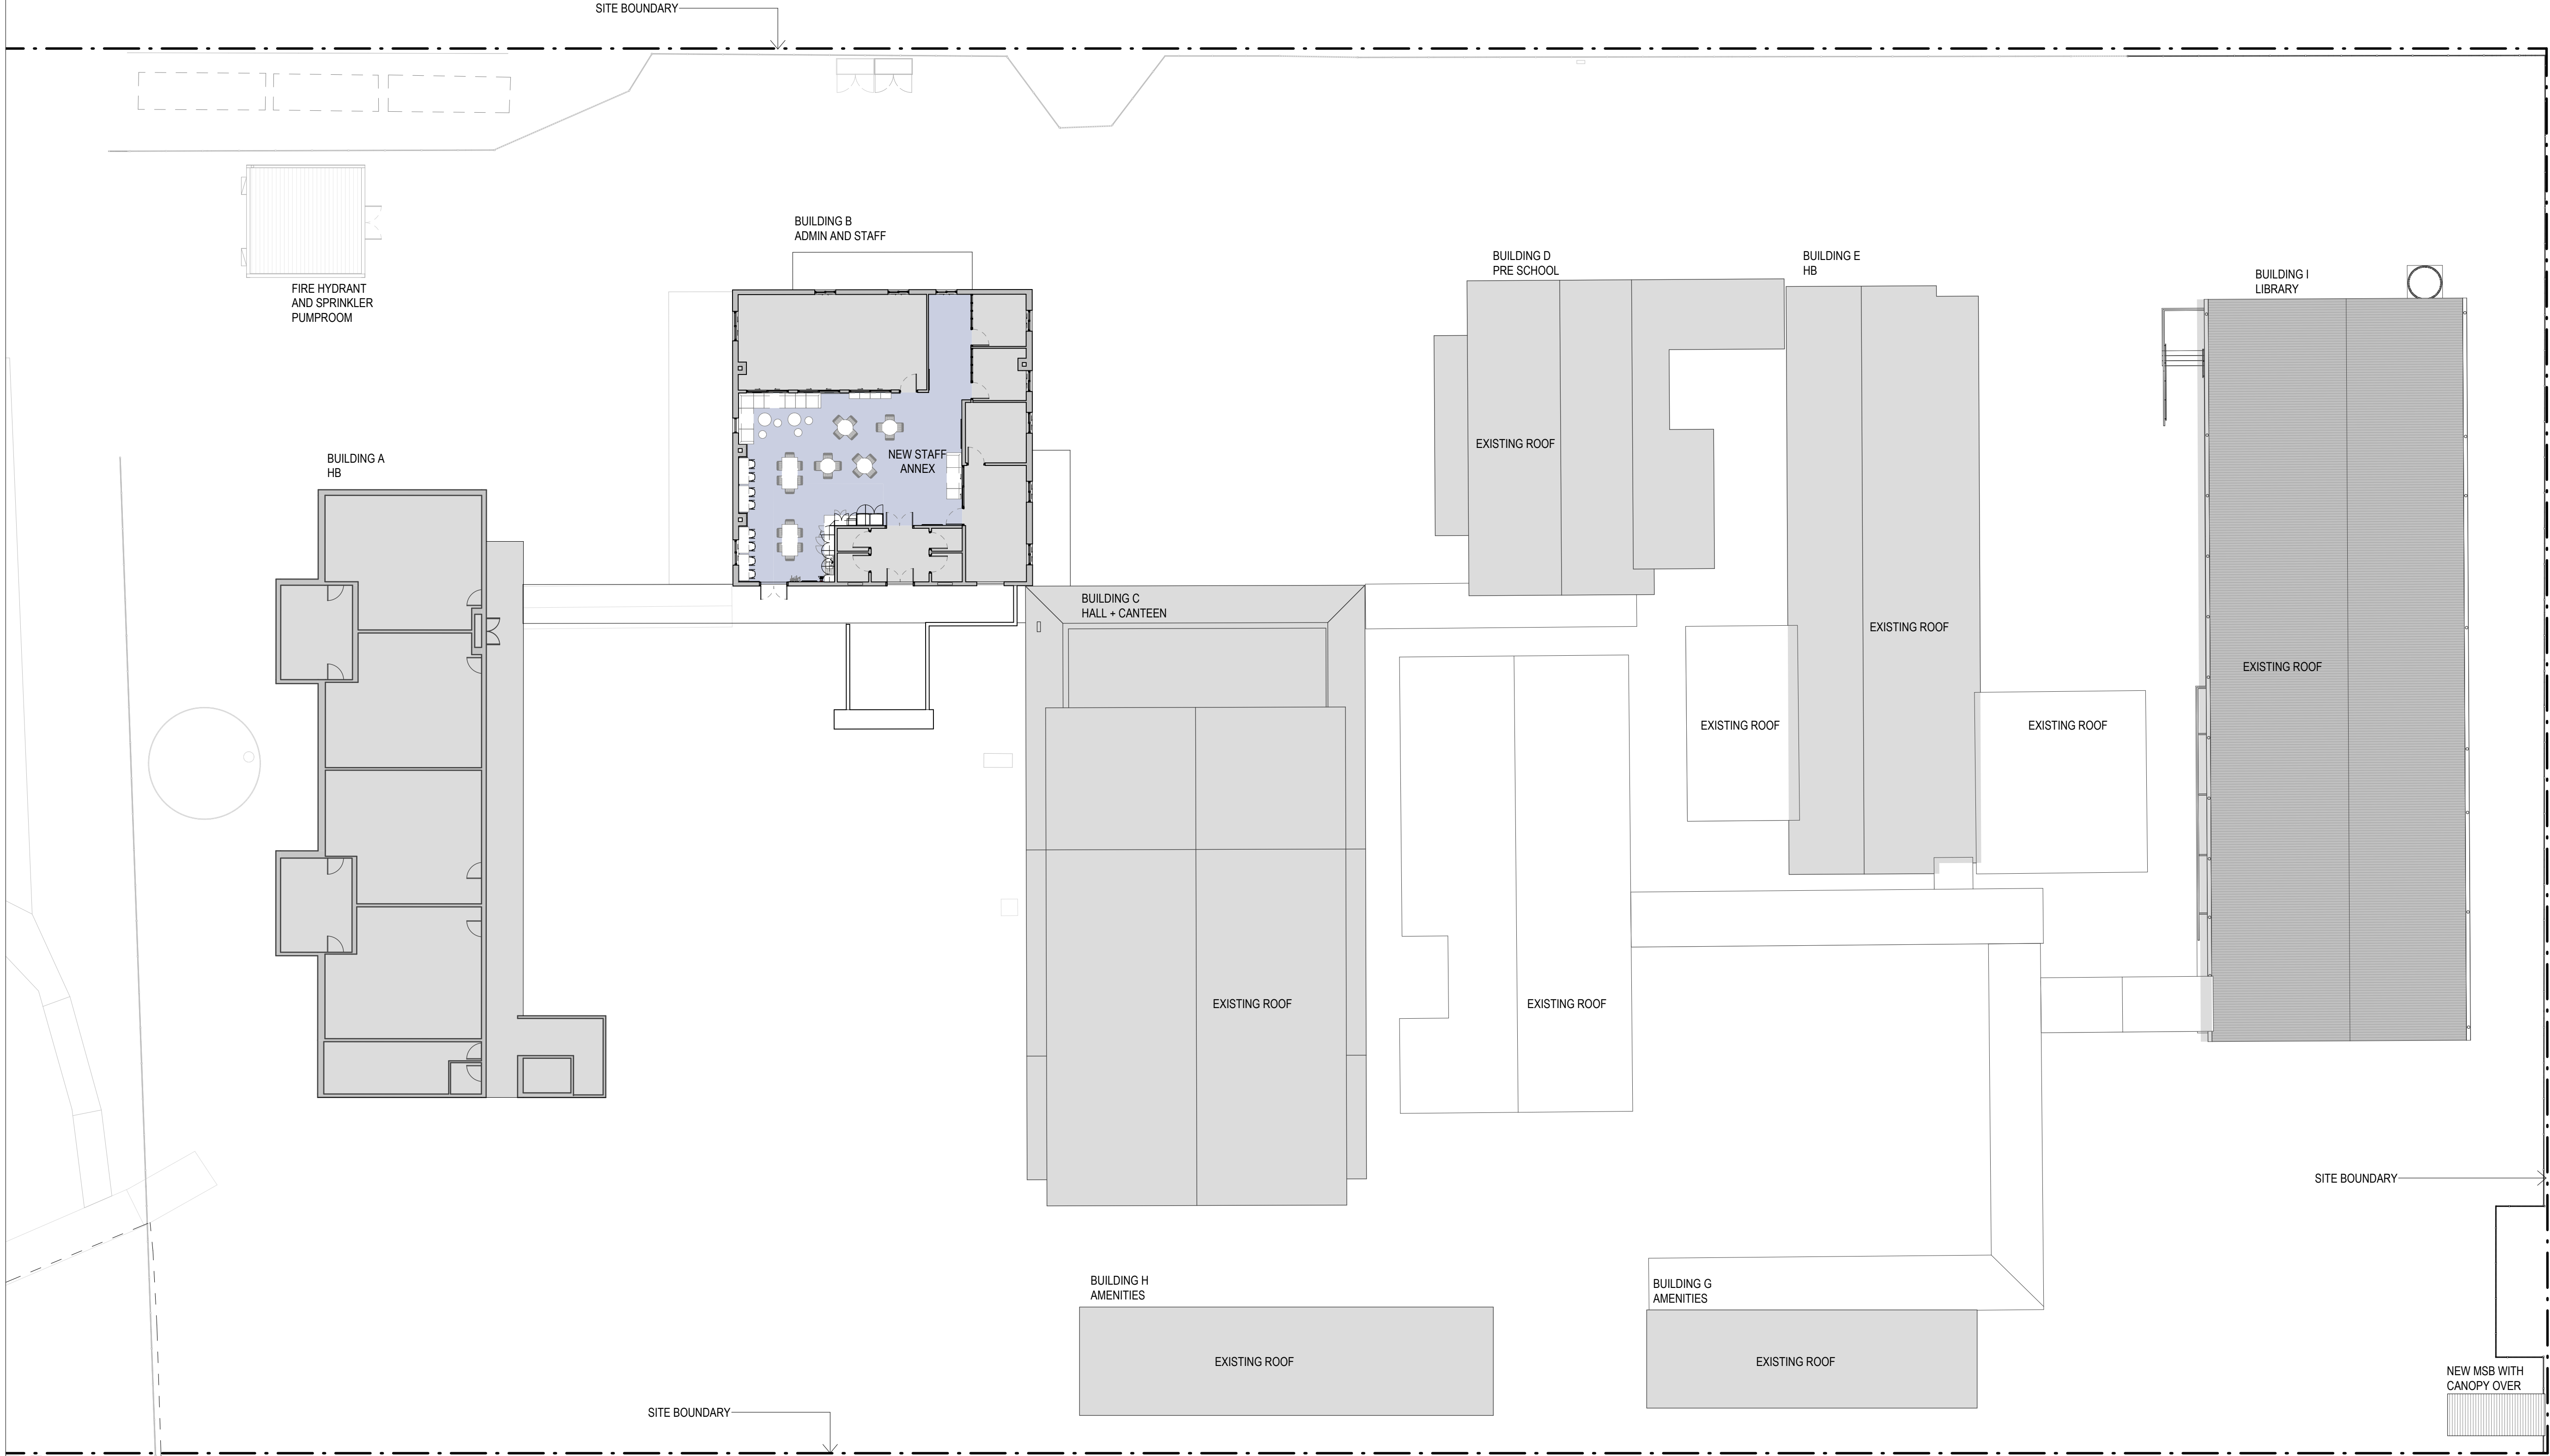 SITE BOUNDARY
BUILDING B
ADMIN AND STAFF
BUILDING D
PRE SCHOOL
BUILDING E
HB
BUILDING I
LIBRARY
FIRE HYDRANT
AND SPRINKLER
PUMPROOM
EXISTING ROOF
NEW STAFF
ANNEX
BUILDING A
HB
BUILDING C
HALL + CANTEEN
EXISTING ROOF
EXISTING ROOF
EXISTING ROOF
EXISTING ROOF
EXISTING ROOF
EXISTING ROOF
SITE BOUNDARY
BUILDING H
AMENITIES
BUILDING G
AMENITIES
EXISTING ROOF
EXISTING ROOF
NEW MSB WITH
CANOPY OVER
SITE BOUNDARY